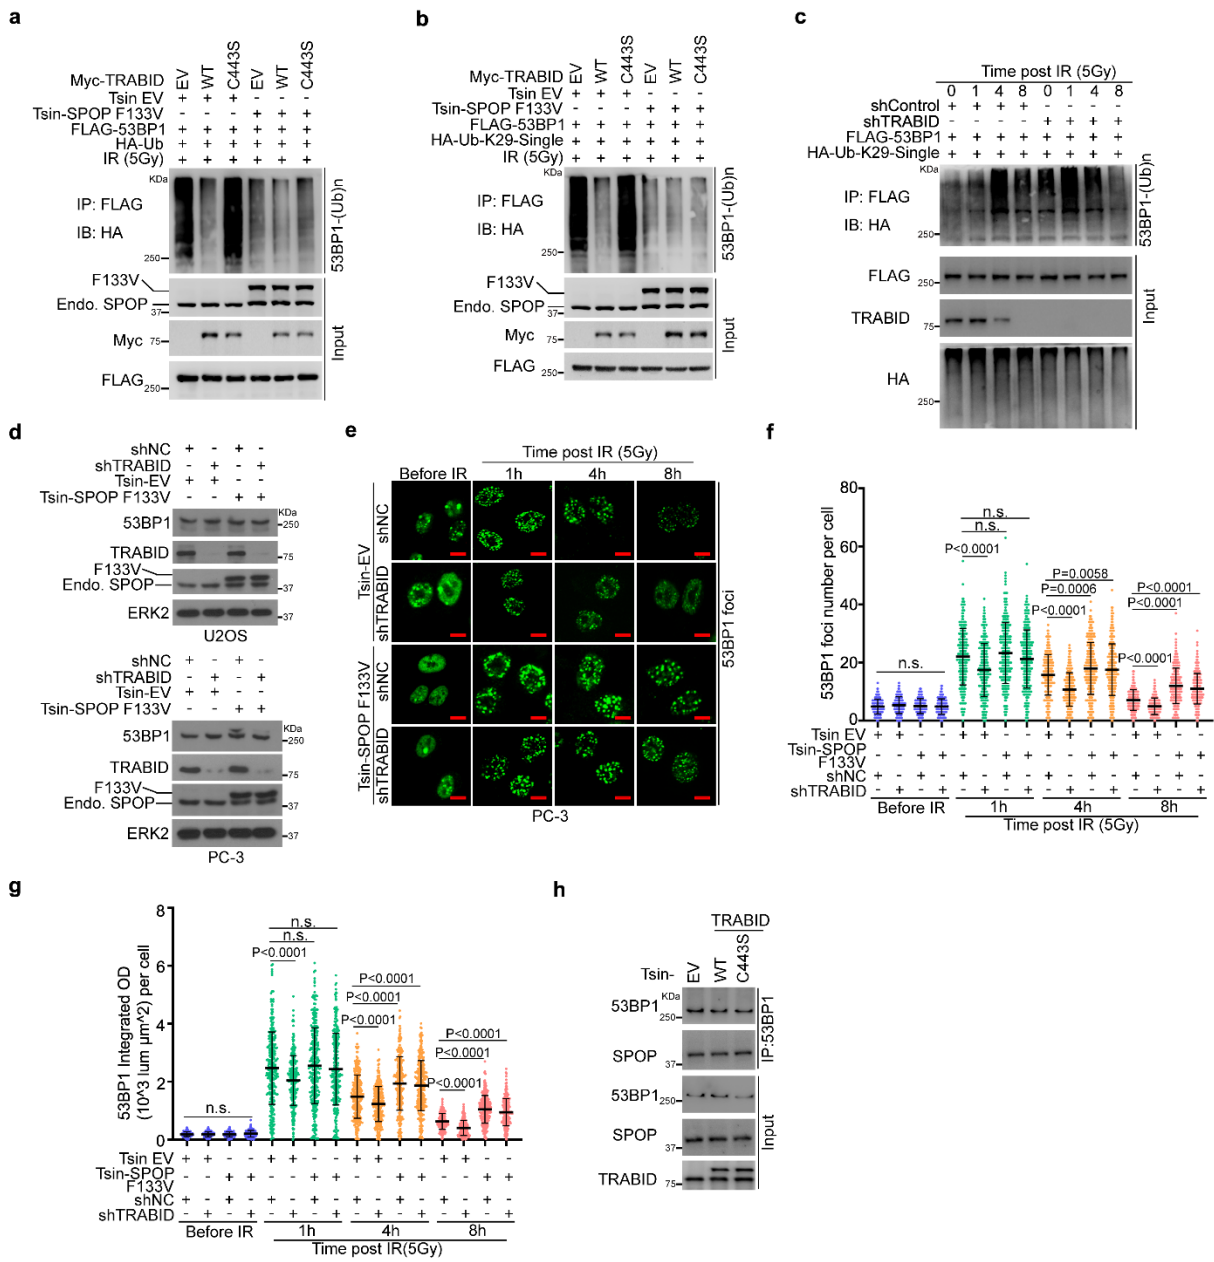 a
Myc-TRABID EV WT C443S EV WT C443S
Tsin EV + + + - - -
Tsin-SPOP F133V - - - + + +
FLAG-53BP1 + + + + + +
HA-Ub + + + + + +
IR (5Gy) + + + + + +
KDa
IP: FLAG
IB: HA
250
53BP1-(Ub)n
F133V
Endo. SPOP
37
Myc
75
FLAG
250
Input
b
Myc-TRABID EV WT C443S EV WT C443S
Tsin EV + + + - - -
Tsin-SPOP F133V - - - + + +
FLAG-53BP1 + + + + + +
HA-Ub-K29-Single + + + + + +
IR (5Gy) + + + + + +
KDa
IP: FLAG
IB: HA
250
53BP1-(Ub)n
F133V
Endo. SPOP
37
Myc
75
FLAG
250
Input
c
Time post IR (5Gy)
0 1 4 8 0 1 4 8
shControl + + + + - - - -
shTRABID - - - - + + + +
FLAG-53BP1 + + + + + + + +
HA-Ub-K29-Single + + + + + + + +
KDa
IP: FLAG
IB: HA
250
53BP1-(Ub)n
FLAG
250
TRABID
75
HA
250
Input
d
shNC + - + -
shTRABID - + - +
Tsin-EV + + - -
Tsin-SPOP F133V - - + +
KDa
53BP1
250
TRABID
75
F133V
Endo. SPOP
37
ERK2
37
U2OS
shNC + - + -
shTRABID - + - +
Tsin-EV + + - -
Tsin-SPOP F133V - - + +
KDa
53BP1
250
TRABID
75
F133V
Endo. SPOP
37
ERK2
37
PC-3
e
Time post IR (5Gy)
Before IR 1h 4h 8h
Tsin-EV
shNC
shTRABID
Tsin-SPOP F133V
shNC
shTRABID
53BP1 foci
PC-3
f
53BP1 foci number per cell
80
60
40
20
0
n.s.
n.s.
n.s.
P<0.0001
P=0.0058
P=0.0006
P<0.0001
P<0.0001
P<0.0001
P<0.0001
Tsin EV + + - - + + - - + + - - + + - -
Tsin-SPOP
F133V - - + + - - + + - - + + - - + +
shNC + - + - + - + - + - + - + - + -
shTRABID - + - + - + - + - + - + - + - +
Before IR 1h 4h 8h
Time post IR (5Gy)
g
53BP1 Integrated OD
(10^3 lum µm^2) per cell
8
6
4
2
0
n.s.
n.s.
n.s.
P<0.0001
P<0.0001
P<0.0001
P<0.0001
P<0.0001
P<0.0001
P<0.0001
Tsin EV + + - - + + - - + + - - + + - -
Tsin-SPOP
F133V - - + + - - + + - - + + - - + +
shNC + - + - + - + - + - + - + - + -
shTRABID - + - + - + - + - + - + - + - +
Before IR 1h 4h 8h
Time post IR(5Gy)
h
TRABID
Tsin- EV WT C443S
KDa
53BP1
250
SPOP
37
IP:53BP1
53BP1
250
SPOP
37
TRABID
75
Input